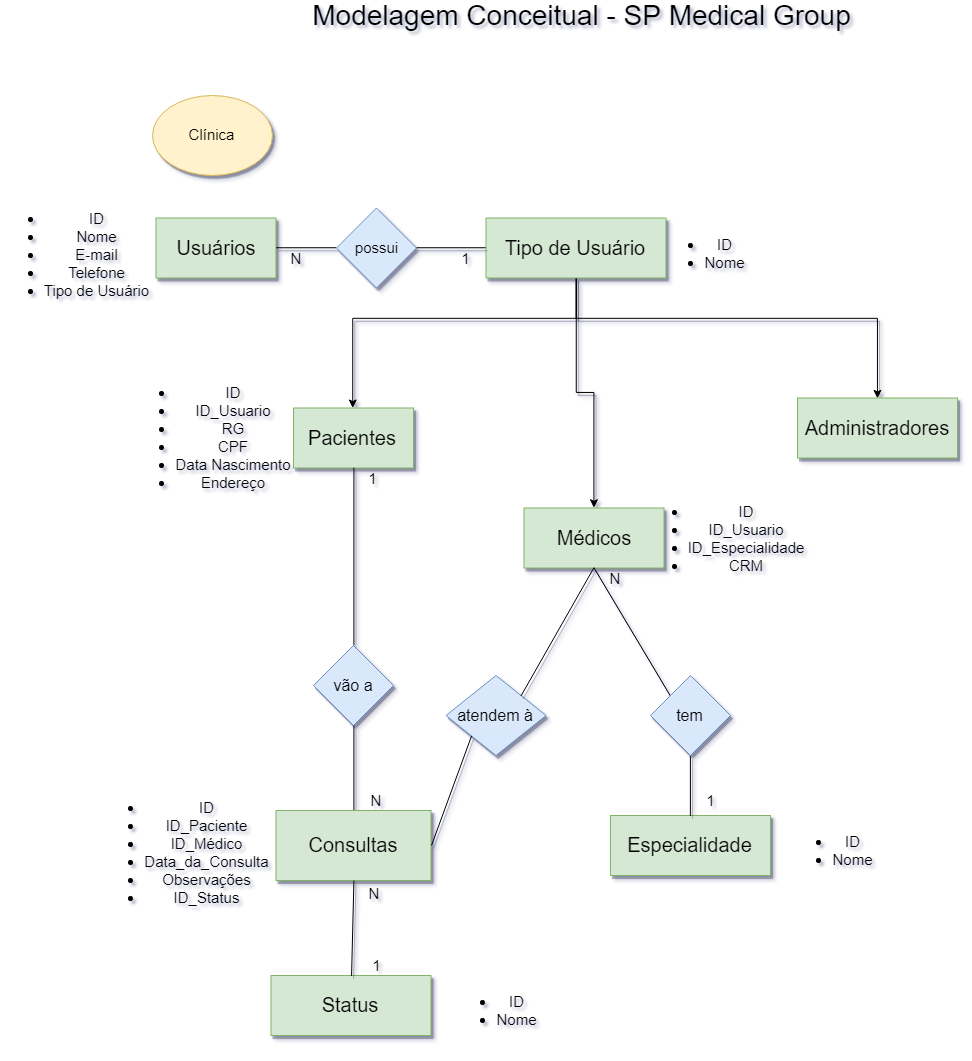 Modelagem Conceitual - SP Medical Group
Clínica
ID
Nome
E-mail
Telefone
Tipo de Usuário
Usuários
N
possui
1
Tipo de Usuário
ID
Nome
ID
ID_Usuario
RG
CPF
Data Nascimento
Endereço
Pacientes
1
Administradores
Médicos
N
ID
ID_Usuario
ID_Especialidade
CRM
vão a
atendem à
tem
N
1
ID
ID_Paciente
ID_Médico
Data_da_Consulta
Observações
ID_Status
Consultas
N
Especialidade
ID
Nome
1
Status
ID
Nome